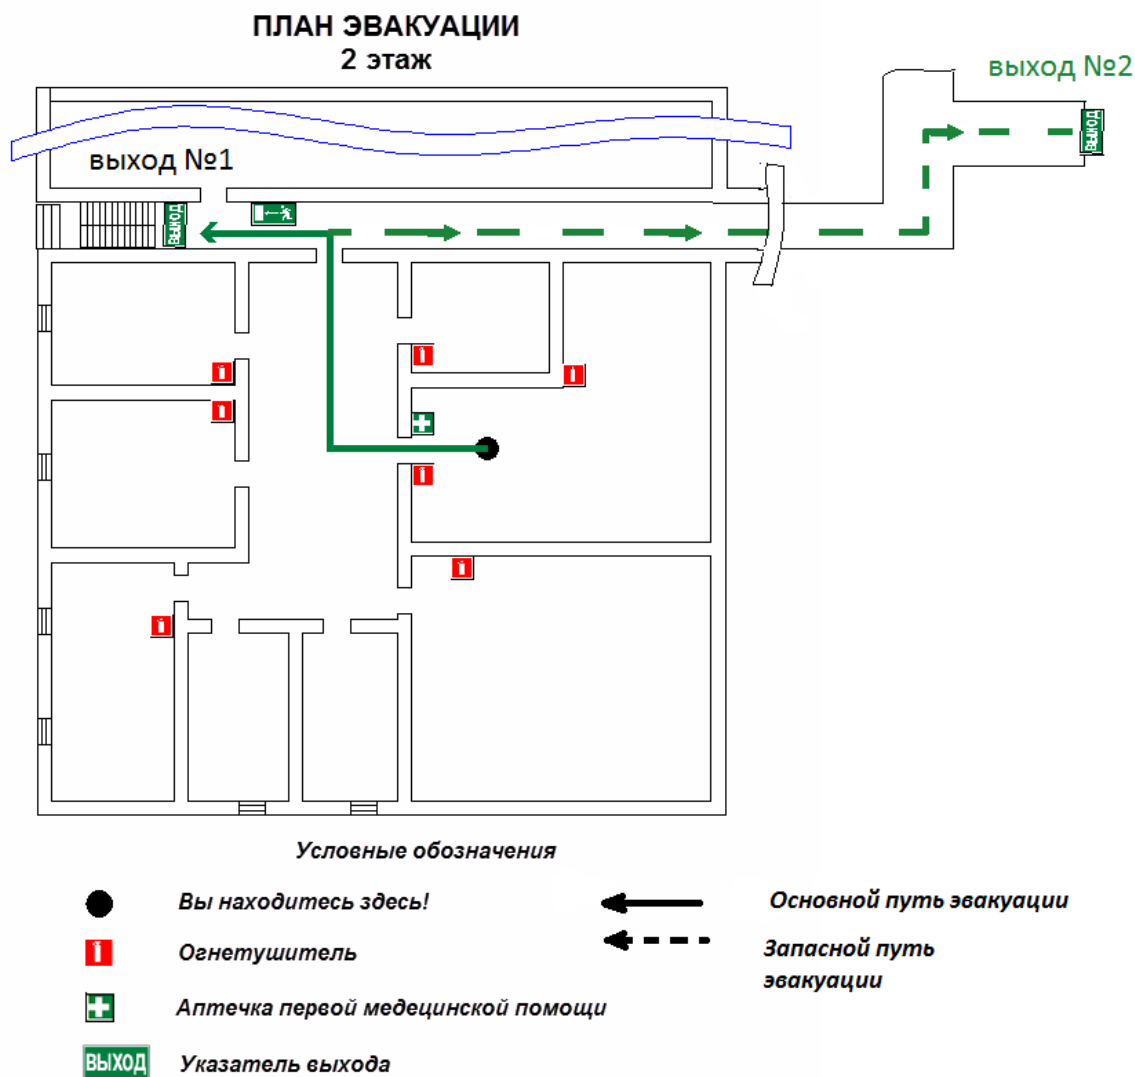 ПЛАН ЭВАКУАЦИИ
2 этаж
выход №2
ВЫХОД
выход №1
ВЫХОД
Условные обозначения
Вы находитесь здесь!
Основной путь эвакуации
Огнетушитель
Запасной путь
эвакуации
Аптечка первой медецинской помощи
ВЫХОД
Указатель выхода